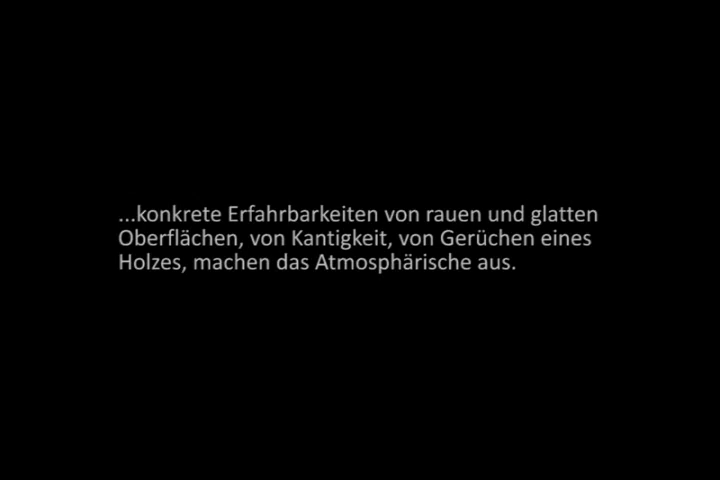 ...konkrete Erfahrbarkeiten von rauen und glatten
Oberflächen, von Kantigkeit, von Gerüchen eines
Holzes, machen das Atmosphärische aus.